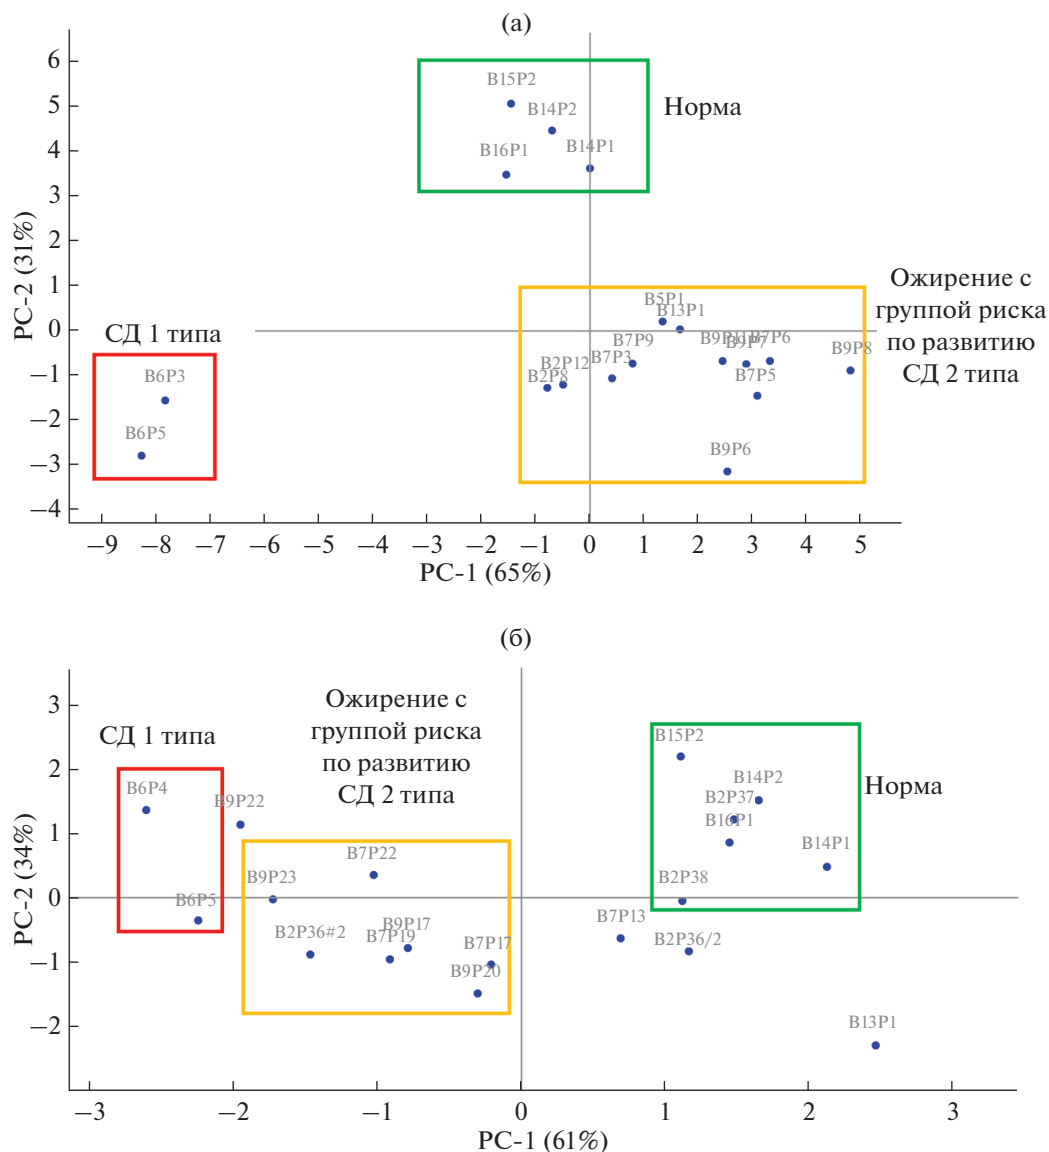 (а)
6
5
4
3
2
1
0
−1
−2
−3
−4
PC-2 (31%)
B15P2
B14P2
B16P1
B14P1
Норма
Ожирение с
группой риска
по развитию
СД 2 типа
СД 1 типа
B6P3
B6P5
B5P1
B13P1
B7P9
B7P3
B2P12
B2P8
B9P11
B9P7
B7P6
B7P5
B9P8
B9P6
−9 −8 −7 −6 −5 −4 −3 −2 −1 0 1 2 3 4 5
PC-1 (65%)
(б)
3
2
1
0
−1
−2
PC-2 (34%)
СД 1 типа
Ожирение с
группой риска
по развитию
СД 2 типа
Норма
B6P4
B9P22
B6P5
B9P23
B7P22
B2P36#2
B9P17
B7P19
B7P17
B9P20
B15P2
B14P2
B2P37
B16P1
B14P1
B2P38
B7P13
B2P36/2
B13P1
−3 −2 −1 0 1 2 3
PC-1 (61%)